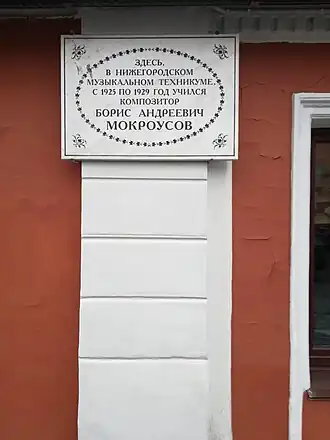 ЗДЕСЬ,
В НИЖЕГОРОДСКОМ
МУЗЫКАЛЬНОМ ТЕХНИКУМЕ,
С 1925 ПО 1929 ГОД УЧИЛСЯ
КОМПОЗИТОР
БОРИС АНДРЕЕВИЧ
МОКРОУСОВ